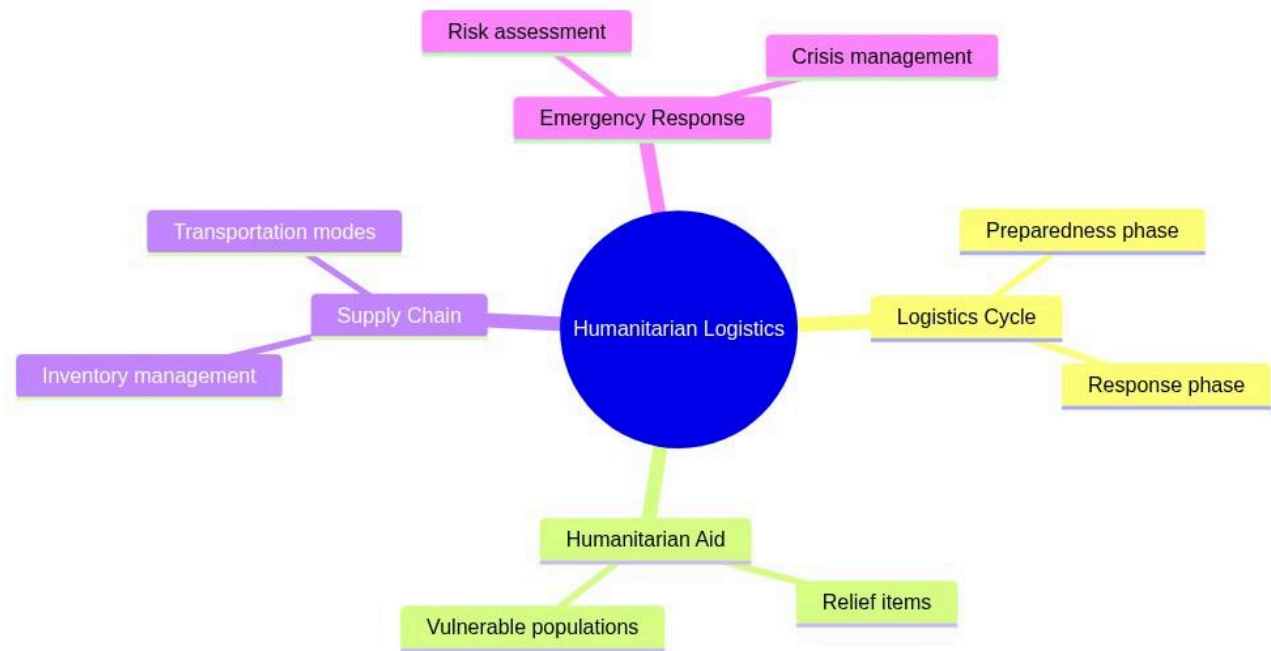 Risk assessment
Crisis management
Emergency Response
Transportation modes
Preparedness phase
Supply Chain
Humanitarian Logistics
Logistics Cycle
Inventory management
Response phase
Humanitarian Aid
Relief items
Vulnerable populations